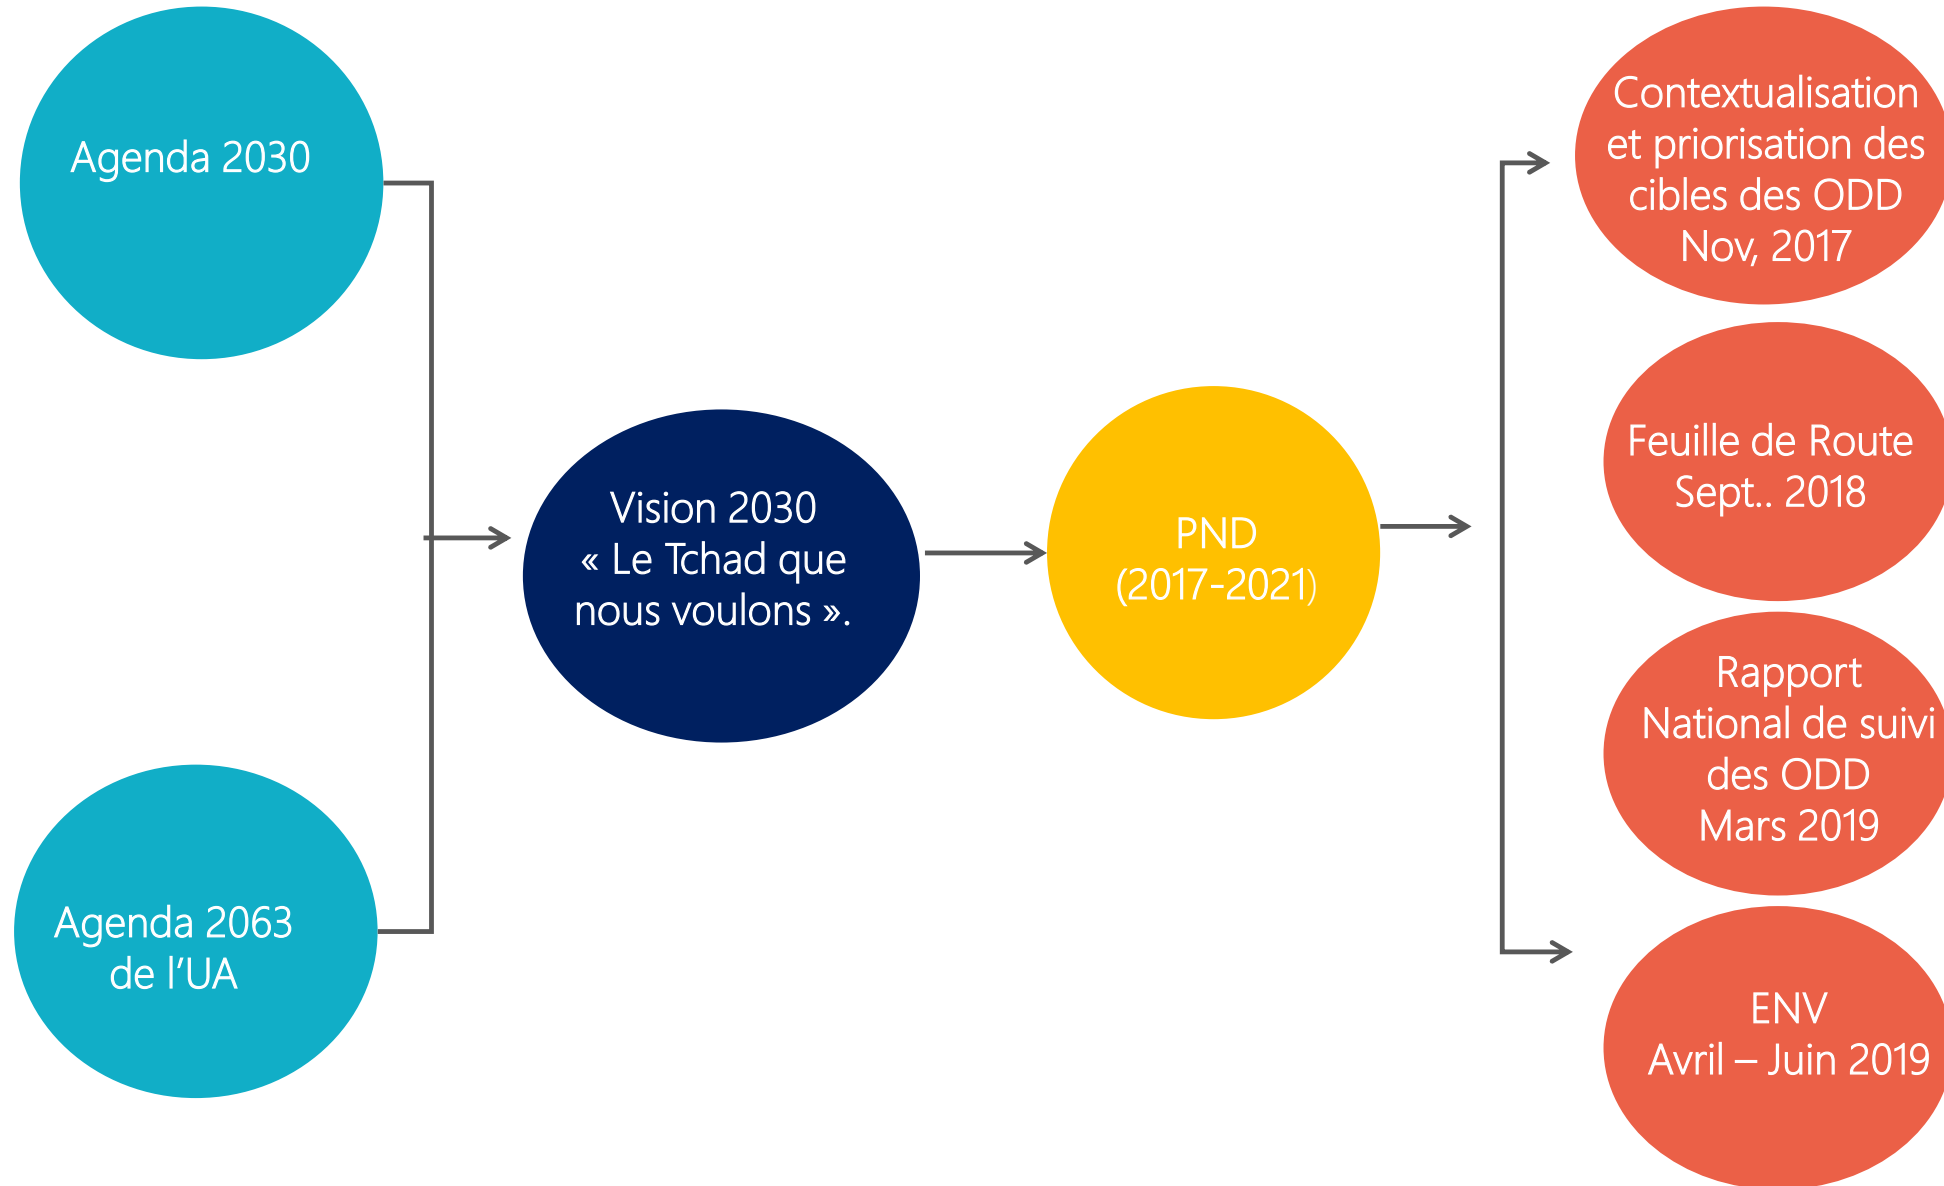 Agenda 2030
Agenda 2063
de l’UA
Vision 2030
« Le Tchad que
nous voulons ».
PND
(2017-2021)
Contextualisation
et priorisation des
cibles des ODD
Nov, 2017
Feuille de Route
Sept.. 2018
Rapport
National de suivi
des ODD
Mars 2019
ENV
Avril – Juin 2019